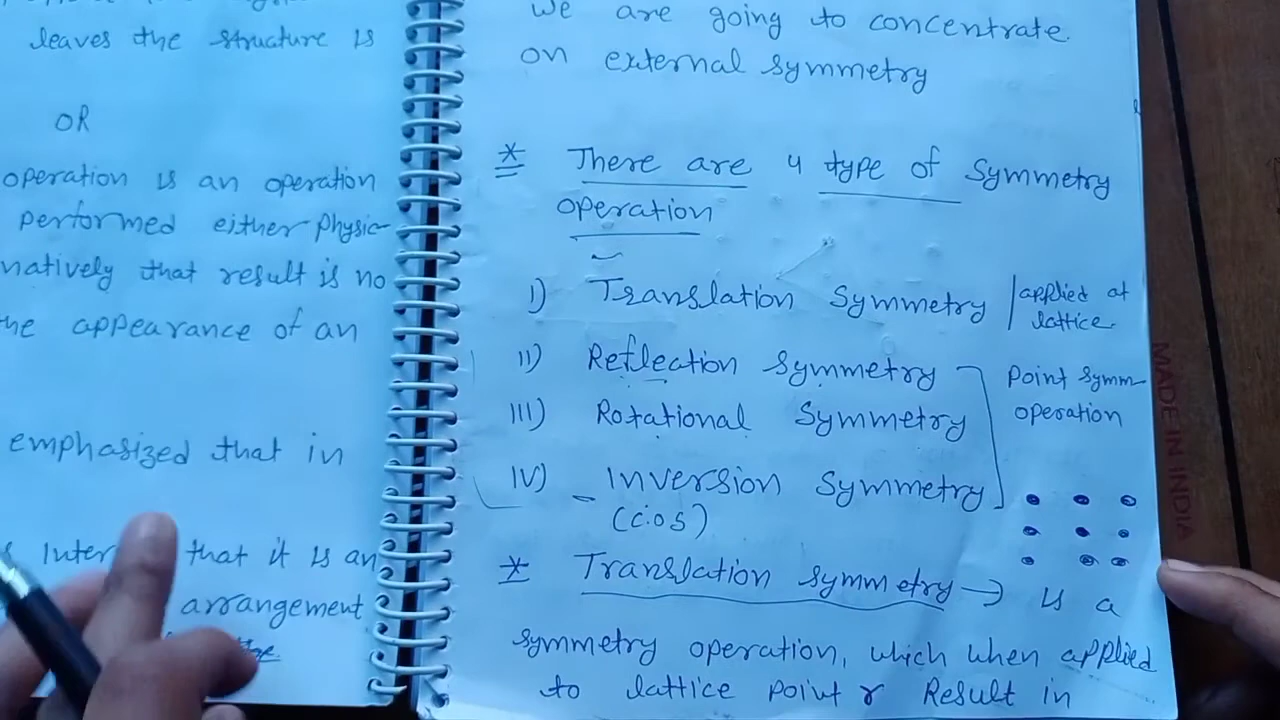 leaves the structure is
OR
operation is an operation
performed either physic-
natively that result is no
the appearance of an
emphasized that in
that it is an
arrangement
we are going to concentrate.
on external symmetry
* There are 4 type of Symmetry
operation
I) Translation Symmetry | applied at
lattice.
II) Reflection Symmetry
Point Symm-
operation
III) Rotational Symmetry
IV) - Inversion Symmetry
(C.O.S)
* Translation symmetry → is a
symmetry operation, which when applied
to lattice point r Result in
MADE IN INDIA